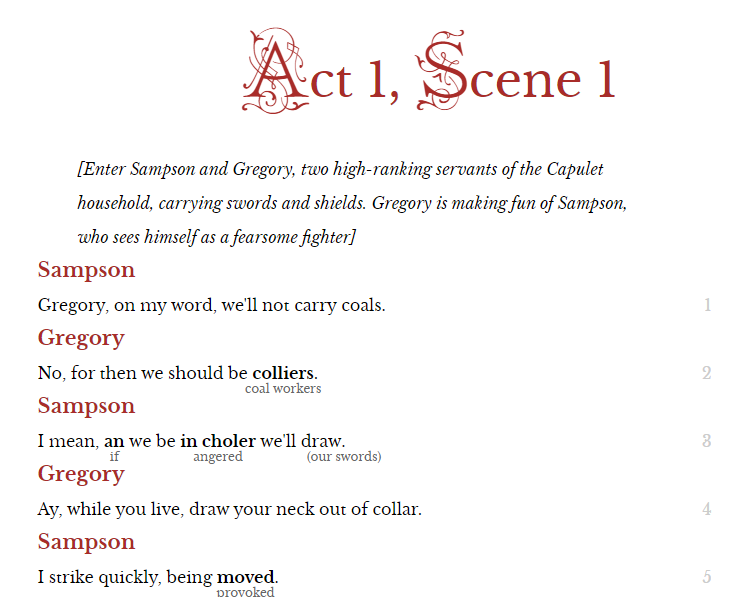 Act 1, Scene 1
[Enter Sampson and Gregory, two high-ranking servants of the Capulet
household, carrying swords and shields. Gregory is making fun of Sampson,
who sees himself as a fearsome fighter]
Sampson
Gregory, on my word, we'll not carry coals. 1
Gregory
No, for then we should be colliers. 2
coal workers
Sampson
I mean, an we be in choler we'll draw. 3
if angered (our swords)
Gregory
Ay, while you live, draw your neck out of collar. 4
Sampson
I strike quickly, being moved. 5
provoked